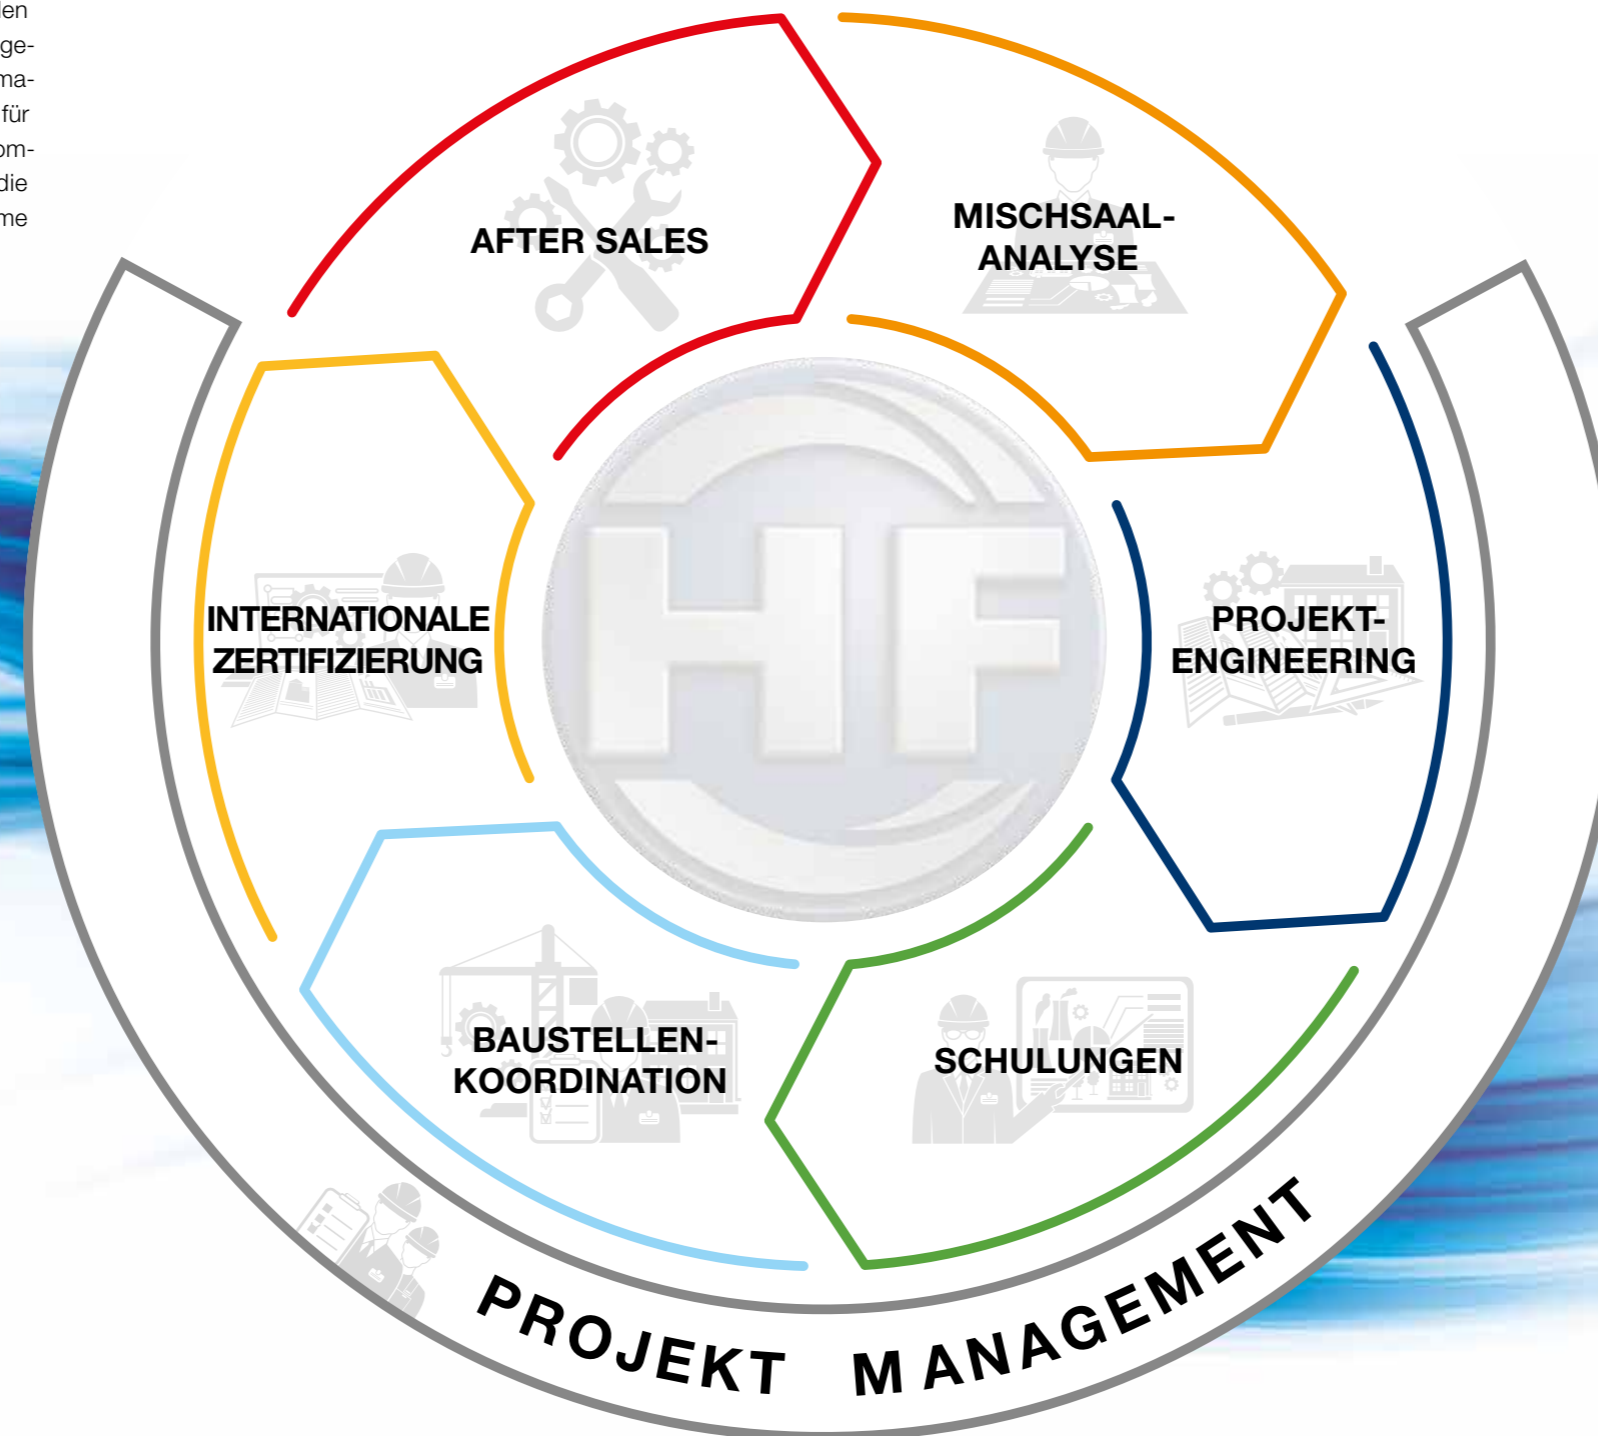 den
ge-
ma-
für
om-
die
me
AFTER SALES
MISCHSAAL-
ANALYSE
INTERNATIONALE
ZERTIFIZIERUNG
HF
PROJEKT-
ENGINEERING
BAUSTELLEN-
KOORDINATION
SCHULUNGEN
PROJEKT MANAGEMENT